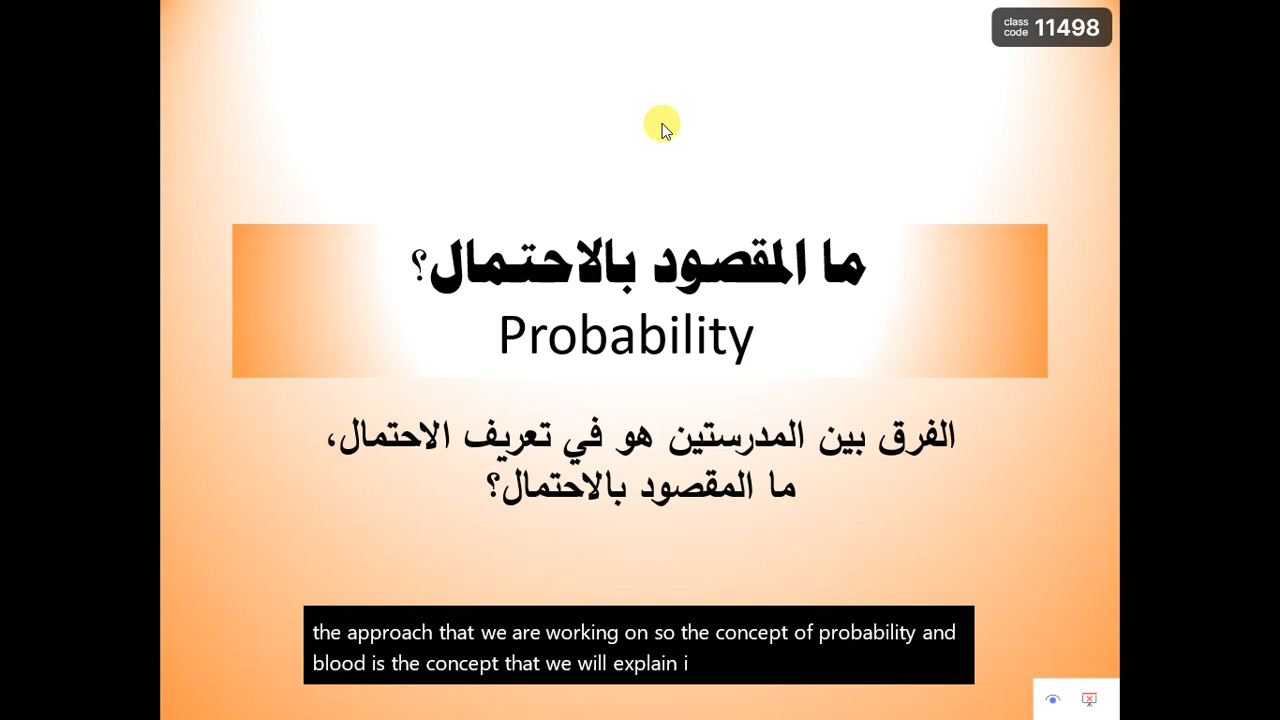 class
code 11498
ما المقصود بالاحتمال؟
Probability
الفرق بين المدرستين هو في تعريف الاحتمال،
ما المقصود بالاحتمال؟
the approach that we are working on so the concept of probability and
blood is the concept that we will explain i